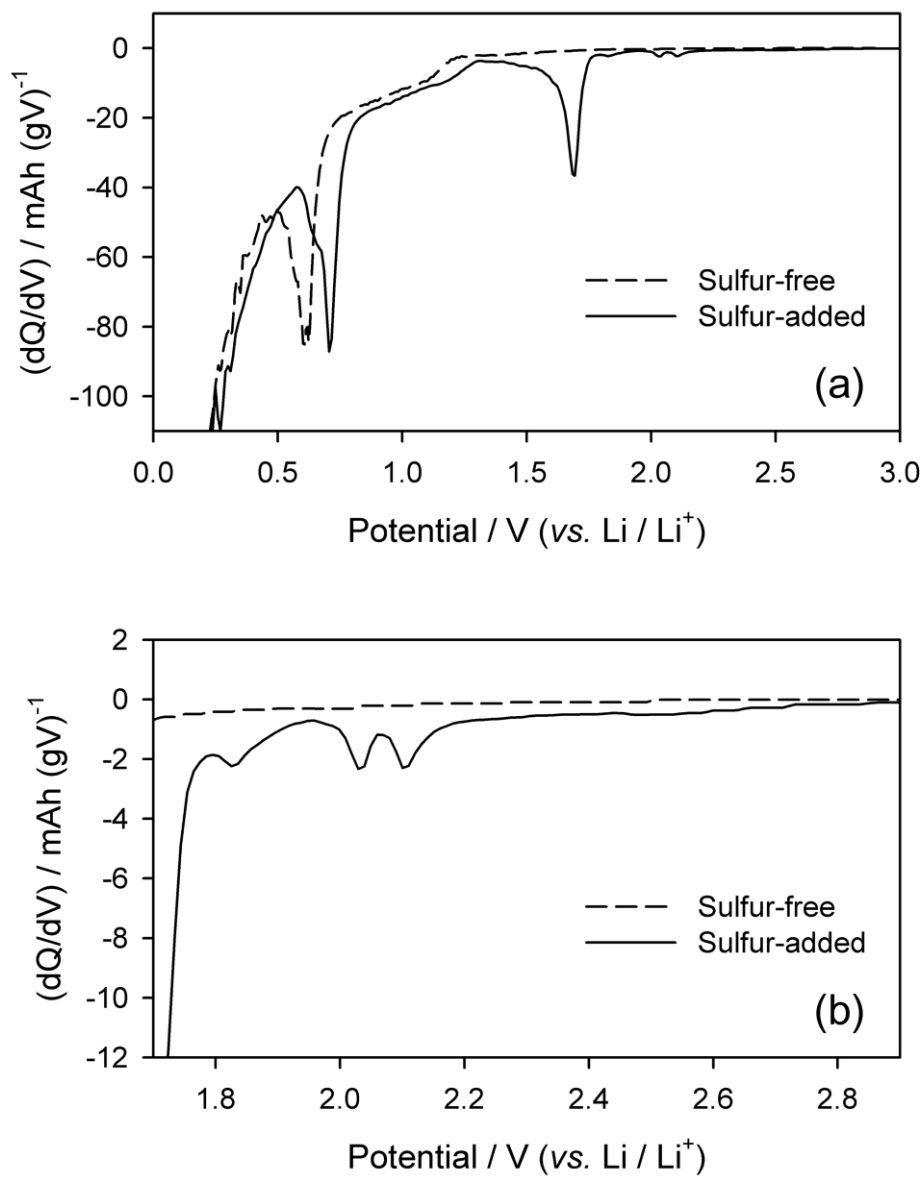 (dQ/dV) / mAh (gV)⁻¹
0
-20
-40
-60
-80
-100
Sulfur-free
Sulfur-added
(a)
0.0 0.5 1.0 1.5 2.0 2.5 3.0
Potential / V (vs. Li / Li⁺)
(dQ/dV) / mAh (gV)⁻¹
2
0
-2
-4
-6
-8
-10
-12
Sulfur-free
Sulfur-added
(b)
1.8 2.0 2.2 2.4 2.6 2.8
Potential / V (vs. Li / Li⁺)